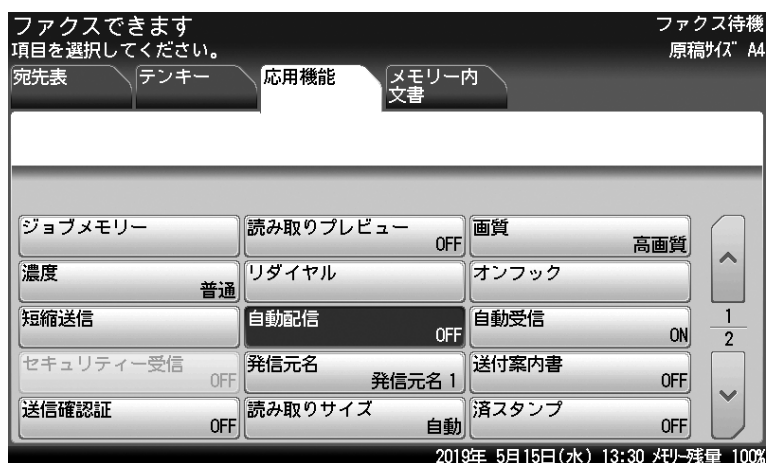 ファクスできます
ファクス待機
項目を選択してください。
原稿ｻｲｽﾞ A4
宛先表
テンキー
応用機能
メモリー内
文書
ジョブメモリー
読み取りプレビュー
OFF
画質
高画質
濃度
普通
リダイヤル
オンフック
短縮送信
自動配信
OFF
自動受信
ON
1
2
セキュリティー受信
OFF
発信元名
発信元名 1
送付案内書
OFF
送信確認証
OFF
読み取りサイズ
自動
済スタンプ
OFF
2019年 5月15日(水) 13:30 ﾒﾓﾘｰ残量 100%